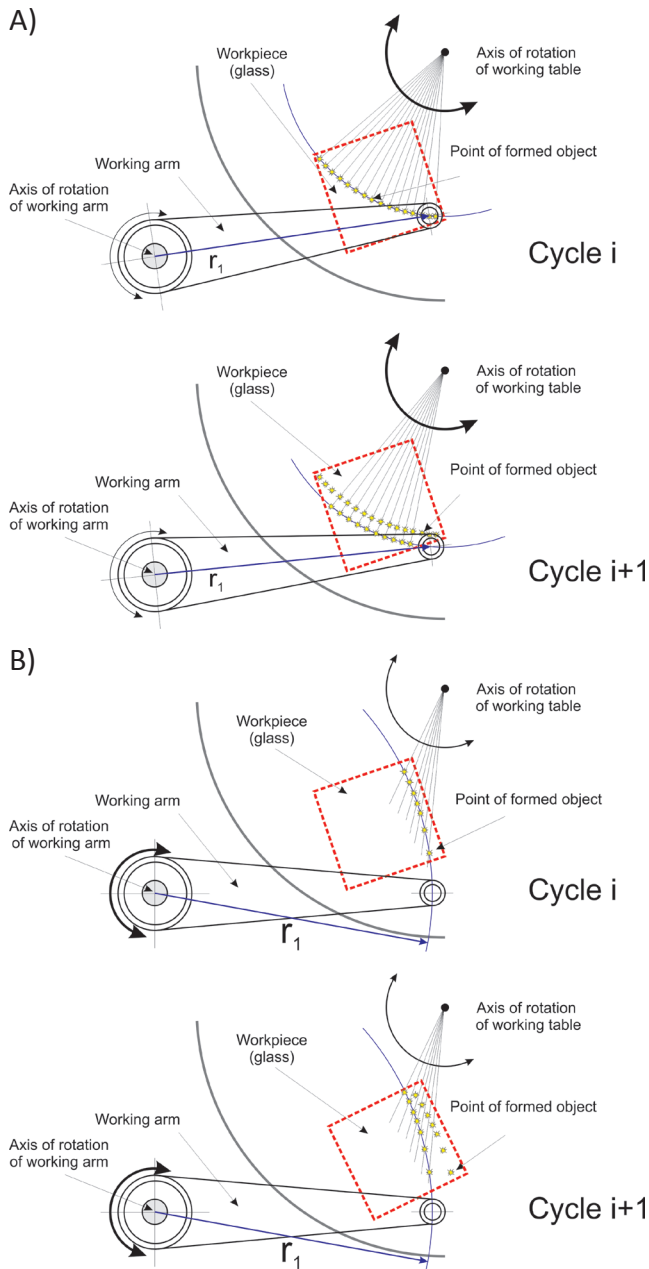 A)
Workpiece
(glass)
Axis of rotation
of working table
Working arm
Point of formed object
Axis of rotation
of working arm
r1
Cycle i
Workpiece
(glass)
Axis of rotation
of working table
Working arm
Point of formed object
Axis of rotation
of working arm
r1
Cycle i+1
B)
Axis of rotation
of working table
Workpiece
(glass)
Working arm
Point of formed object
Axis of rotation
of working arm
Cycle i
r1
Axis of rotation
of working table
Workpiece
(glass)
Working arm
Point of formed object
Axis of rotation
of working arm
Cycle i+1
r1